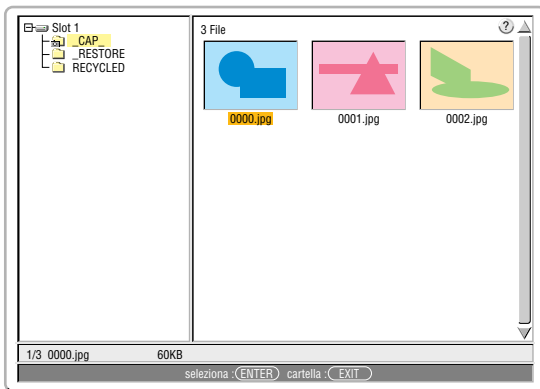 Slot 1
_CAP_
_RESTORE
RECYCLED
3 File
?
0000.jpg 0001.jpg 0002.jpg
1/3 0000.jpg 60KB
seleziona :ENTER cartella : EXIT